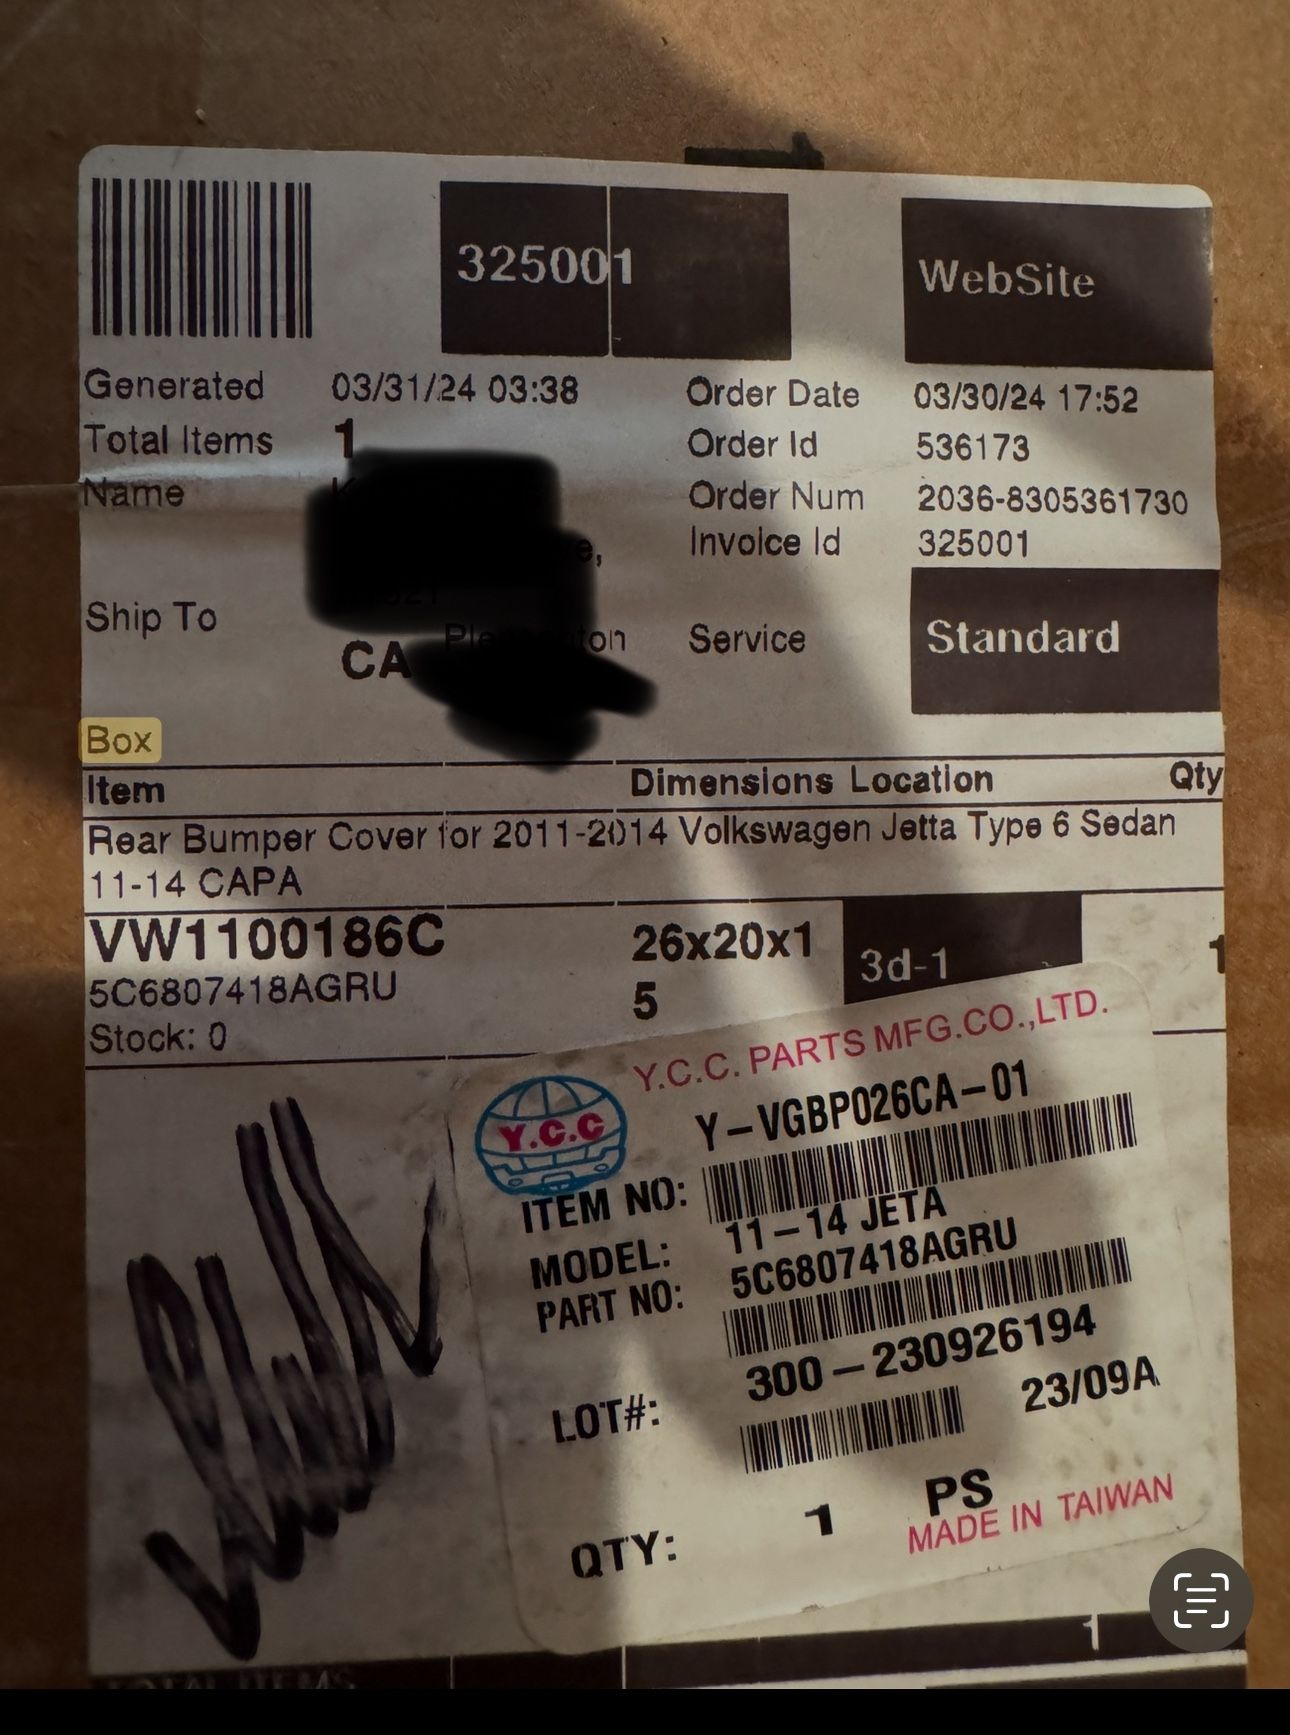 325001
WebSite
Generated 03/31/24 03:38 Order Date 03/30/24 17:52
Total Items 1 Order Id 536173
Name Order Num 2036-8305361730
Invoice Id 325001
Ship To
CA Service Standard
Box
Item Dimensions Location Qty
Rear Bumper Cover for 2011-2014 Volkswagen Jetta Type 6 Sedan
11-14 CAPA
VW1100186C 26x20x1 3d-1 1
5C6807418AGRU 5
Stock: 0
Y.C.C. PARTS MFG.CO.,LTD.
Y.C.C
ITEM NO: Y-VGBP026CA-01
MODEL: 11-14 JETA
PART NO: 5C6807418AGRU
LOT#: 300-230926194
23/09A
QTY: 1 PS
MADE IN TAIWAN
1
TOTAL ITEMS